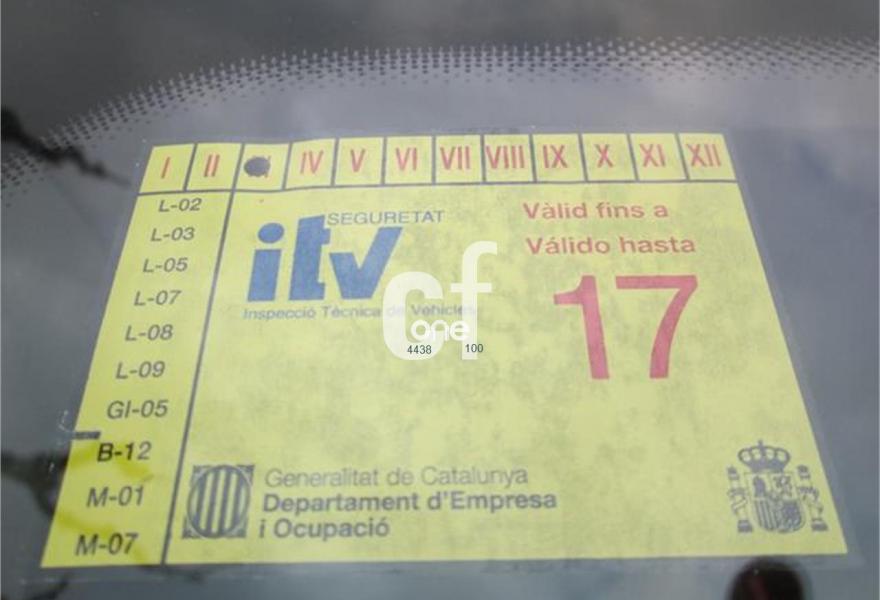 I II IV V VI VII VIII IX X XI XII
L-02
L-03
L-05
L-07
L-08
L-09
GI-05
B-12
M-01
M-07
SEGURETAT
itv
Inspecció Tècnica de Vehicles
Vàlid fins a
Válido hasta
17
cf
one
4438 100
Generalitat de Catalunya
Departament d'Empresa
i Ocupació